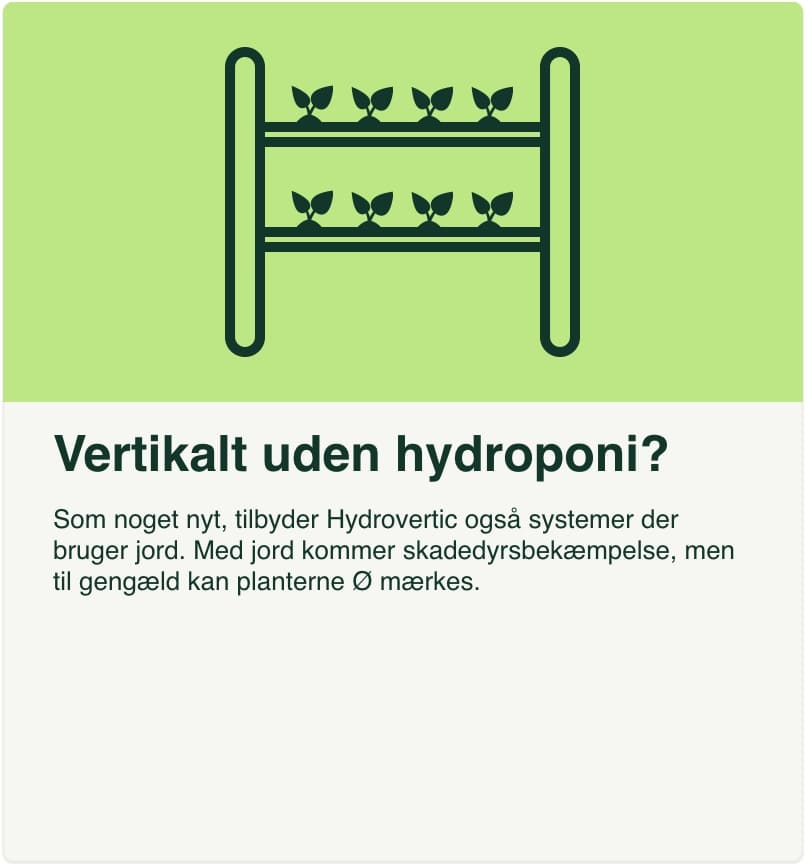 Vertikalt uden hydroponi?
Som noget nyt, tilbyder Hydrovertic også systemer der
bruger jord. Med jord kommer skadedyrsbekæmpelse, men
til gengæld kan planterne Ø mærkes.